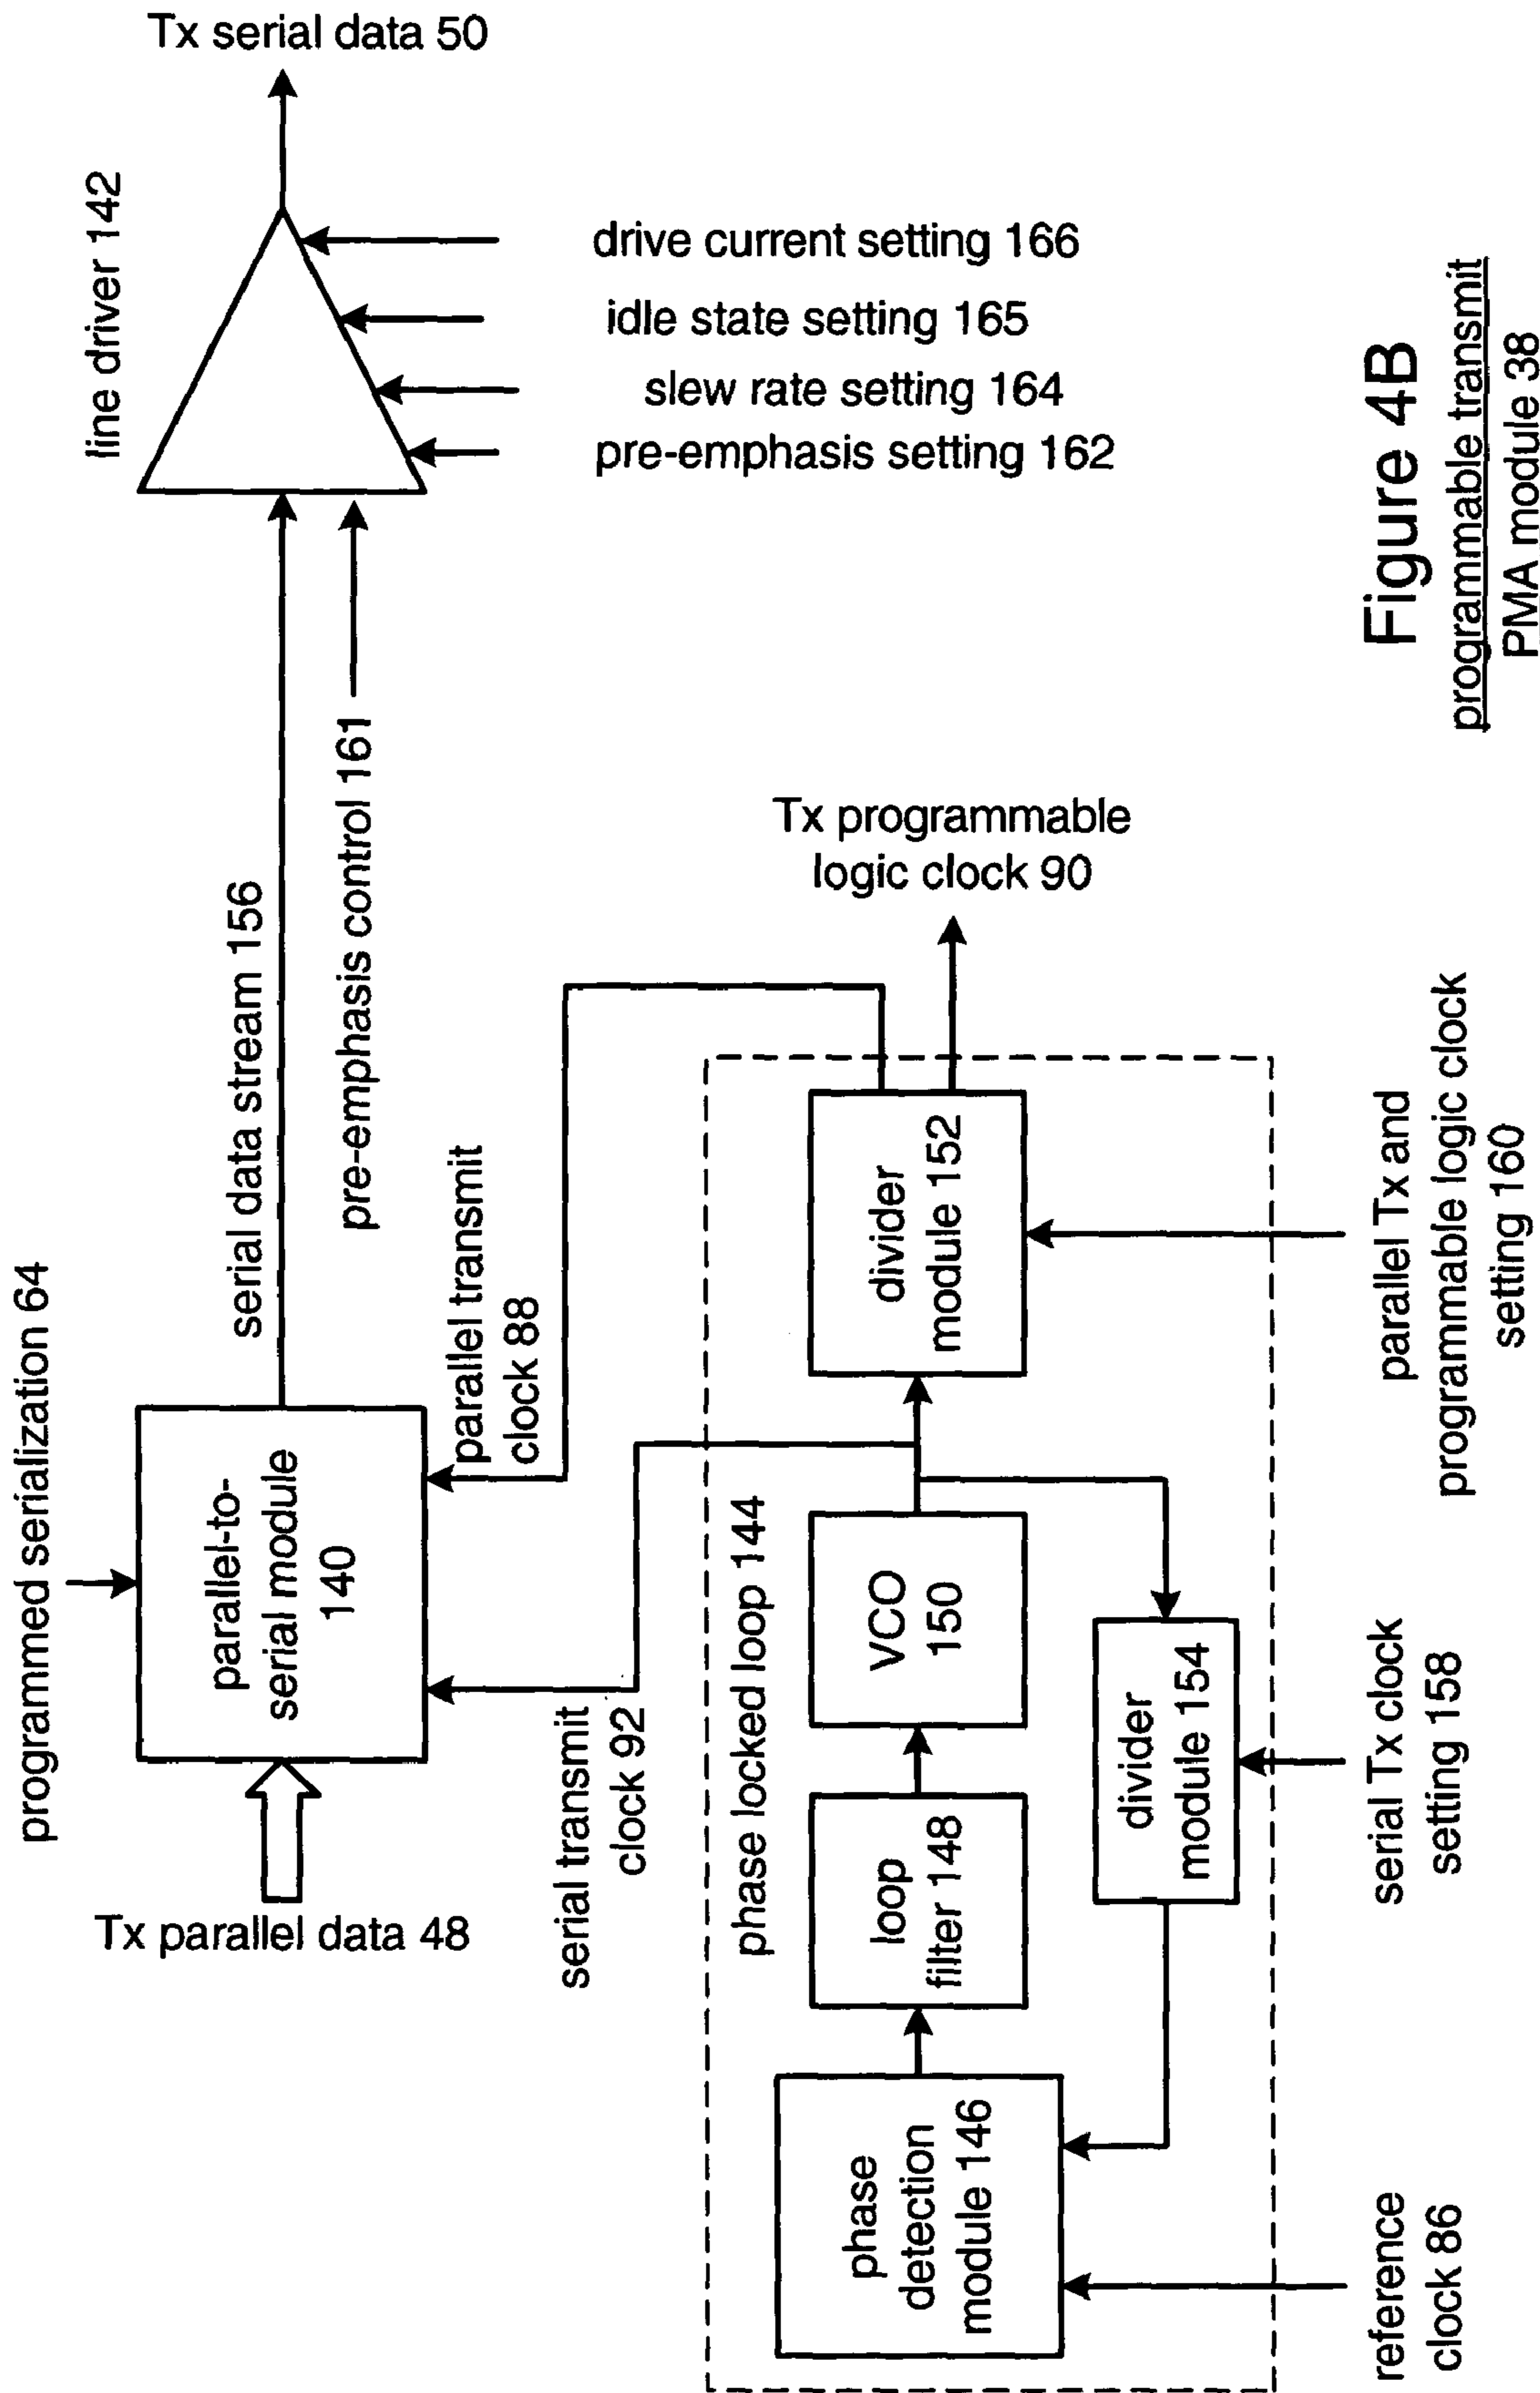 programmed serialization 64
Tx parallel data 48
parallel-to-
serial module
140
serial data stream 156
pre-emphasis control 161
line driver 142
Tx serial data 50
drive current setting 166
idle state setting 165
slew rate setting 164
pre-emphasis setting 162
serial transmit
clock 92
parallel transmit
clock 88
phase locked loop 144
phase
detection
module 146
loop
filter 148
VCO
150
divider
module 152
divider
module 154
Tx programmable
logic clock 90
reference
clock 86
serial Tx clock
setting 158
parallel Tx and
programmable logic clock
setting 160
Figure 4B
programmable transmit
PMA module 38